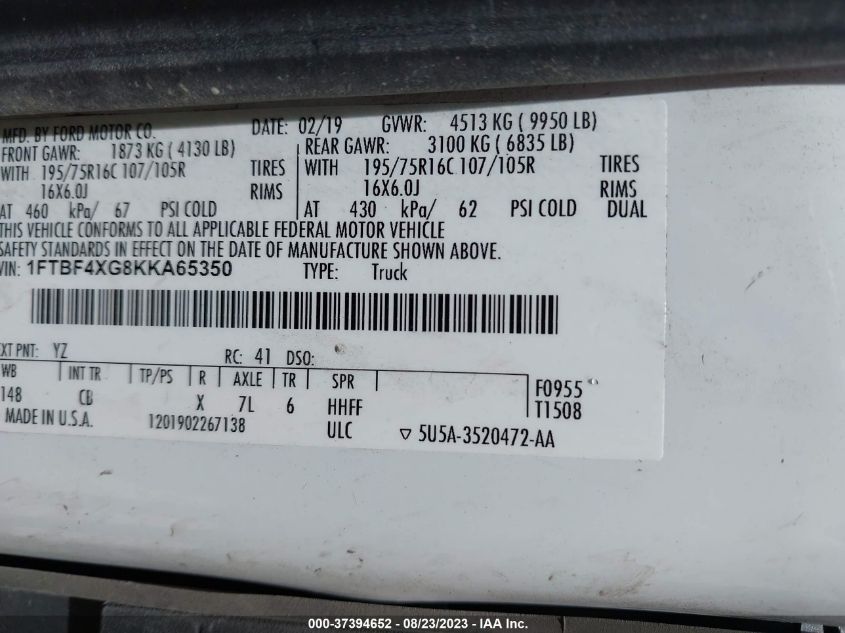 MFD. BY FORD MOTOR CO. DATE: 02/19 GVWR: 4513 KG ( 9950 LB)
FRONT GAWR: 1873 KG ( 4130 LB) REAR GAWR: 3100 KG ( 6835 LB)
WITH 195/75R16C 107/105R TIRES WITH 195/75R16C 107/105R TIRES
16X6.0J RIMS 16X6.0J RIMS
AT 460 kPa/ 67 PSI COLD AT 430 kPa/ 62 PSI COLD DUAL
THIS VEHICLE CONFORMS TO ALL APPLICABLE FEDERAL MOTOR VEHICLE
SAFETY STANDARDS IN EFFECT ON THE DATE OF MANUFACTURE SHOWN ABOVE.
VIN: 1FTBF4XG8KKA65350 TYPE: Truck
EXT PNT: YZ RC: 41 DSO:
WB INT TR TP/PS R AXLE TR SPR F0955
148 CB X 7L 6 HHFF T1508
MADE IN U.S.A. 1201902267138 ULC ▽ 5U5A-3520472-AA
000-37394652 - 08/23/2023 - IAA Inc.